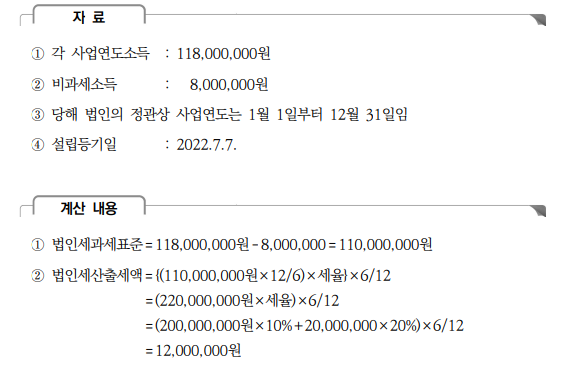 자 료
① 각 사업연도소득 : 118,000,000원
② 비과세소득 : 8,000,000원
③ 당해 법인의 정관상 사업연도는 1월 1일부터 12월 31일임
④ 설립등기일 : 2022.7.7.
계산 내용
① 법인세과세표준 = 118,000,000원 - 8,000,000 = 110,000,000원
② 법인세산출세액 = {(110,000,000원×12/6)×세율}×6/12
= (220,000,000원×세율)×6/12
= (200,000,000원×10%+20,000,000×20%)×6/12
= 12,000,000원